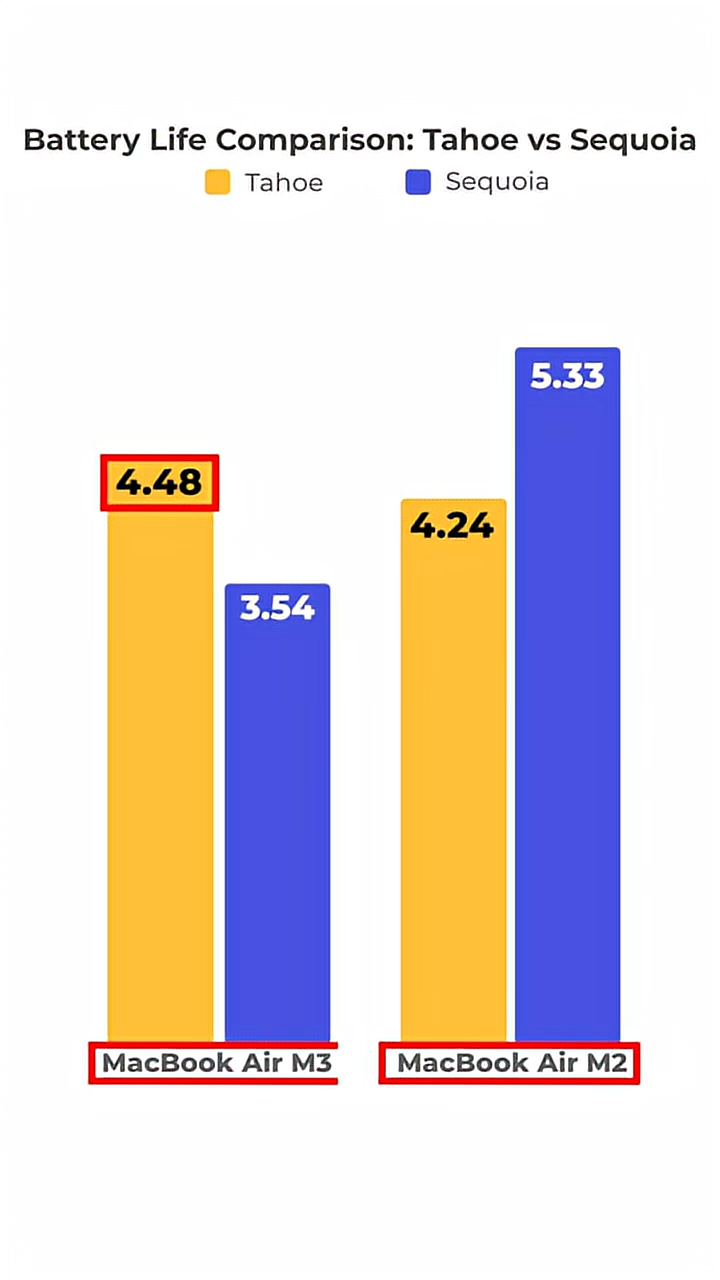 Battery Life Comparison: Tahoe vs Sequoia
Tahoe Sequoia
5.33
4.48
4.24
3.54
MacBook Air M3 MacBook Air M2